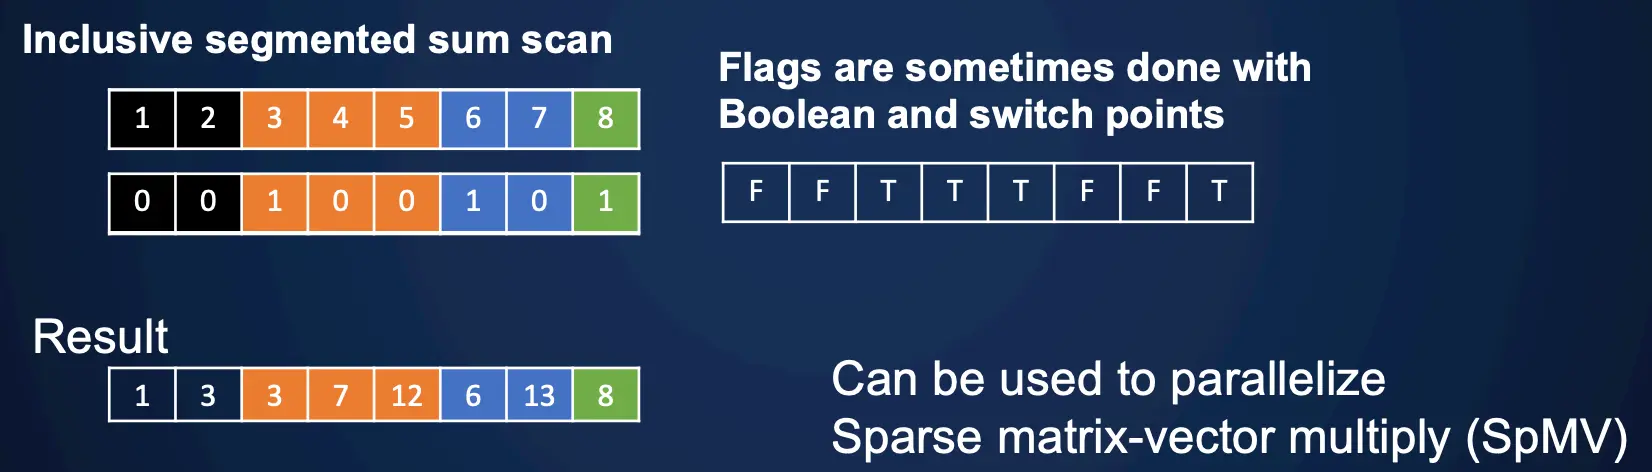 Inclusive segmented sum scan
1 2 3 4 5 6 7 8
0 0 1 0 0 1 0 1
Flags are sometimes done with
Boolean and switch points
F F T T T F F T
Result
1 3 3 7 12 6 13 8
Can be used to parallelize
Sparse matrix-vector multiply (SpMV)